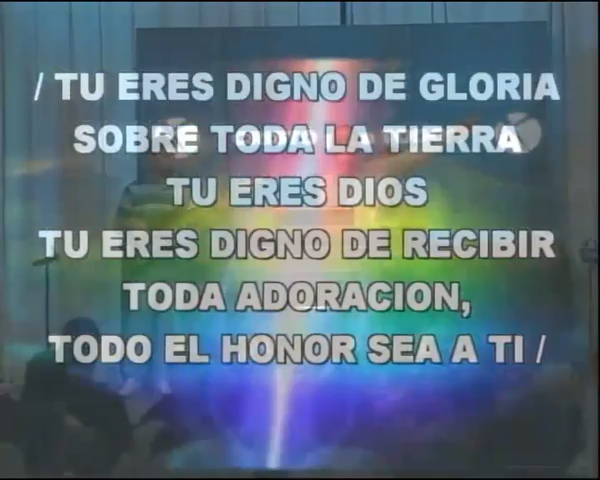 / TU ERES DIGNO DE GLORIA
SOBRE TODA LA TIERRA
TU ERES DIOS
TU ERES DIGNO DE RECIBIR
TODA ADORACION,
TODO EL HONOR SEA A TI /